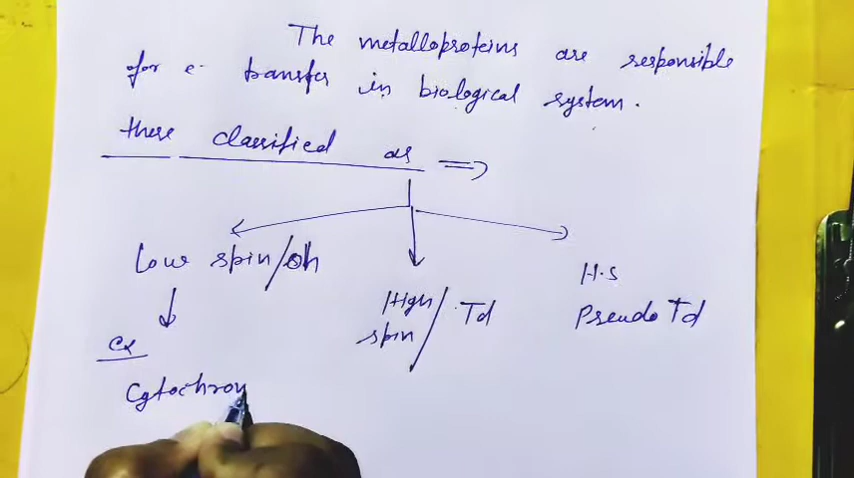 The metalloproteins are responsible
for e- transfer in biological system.
these classified as ⇒
Low spin/oh
High spin/Td
H.S
Pseudo Td
ex
Cytochrom